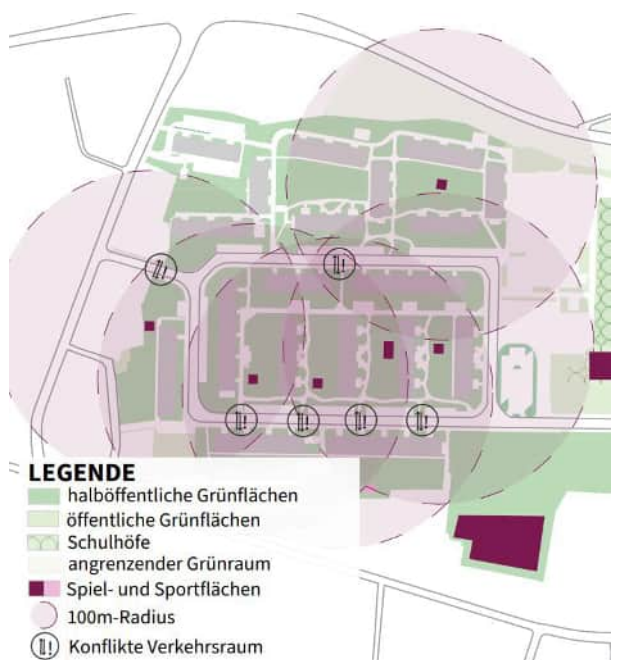 LEGENDE
halböffentliche Grünflächen
öffentliche Grünflächen
Schulhöfe
angrenzender Grünraum
Spiel- und Sportflächen
100m-Radius
Konflikte Verkehrsraum